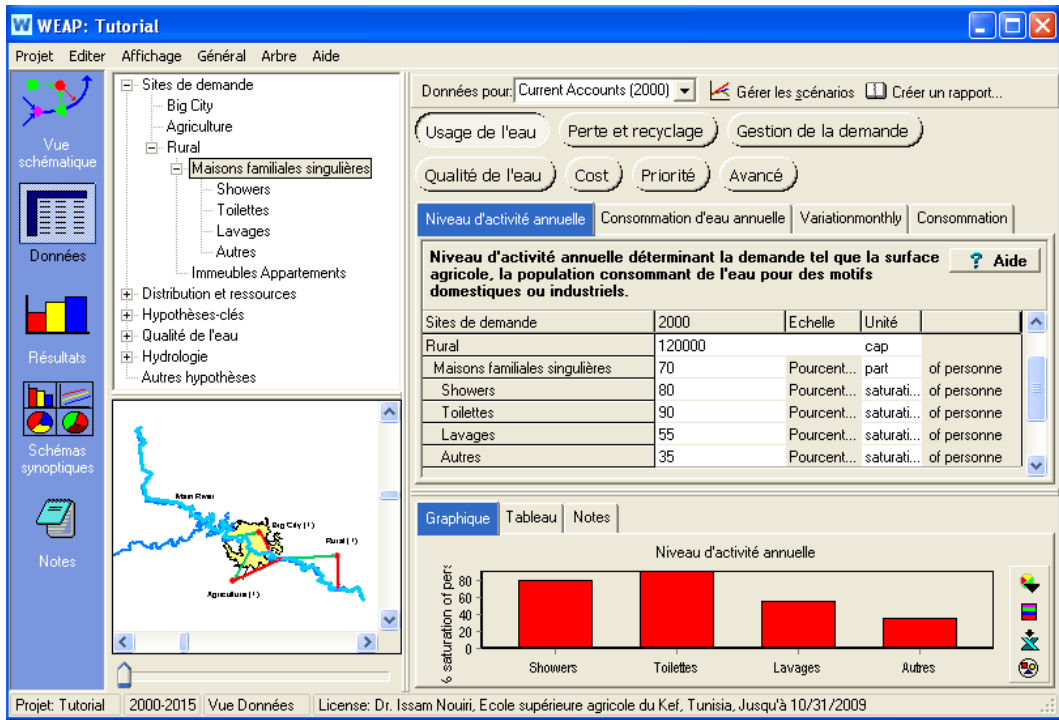 WEAP: Tutorial
Projet Editer Affichage Général Arbre Aide
Vue
schématique
Données
Résultats
Schémas
synoptiques
Notes
Sites de demande
Big City
Agriculture
Rural
Maisons familiales singulières
Showers
Toilettes
Lavages
Autres
Immeubles Appartements
Distribution et ressources
Hypothèses-clés
Qualité de l'eau
Hydrologie
Autres hypothèses
Main River
Big City (1)
Rural (1)
Agriculture (1)
Données pour: Current Accounts (2000) Gérer les scénarios Créer un rapport...
Usage de l'eau Perte et recyclage Gestion de la demande
Qualité de l'eau Cost Priorité Avancé
Niveau d'activité annuelle Consommation d'eau annuelle Variationmonthly Consommation
Niveau d'activité annuelle déterminant la demande tel que la surface
agricole, la population consommant de l'eau pour des motifs
domestiques ou industriels.
? Aide
Sites de demande 2000 Echelle Unité
Rural 120000 cap
Maisons familiales singulières 70 Pourcent... part of personne
Showers 80 Pourcent... saturati... of personne
Toilettes 90 Pourcent... saturati... of personne
Lavages 55 Pourcent... saturati... of personne
Autres 35 Pourcent... saturati... of personne
Graphique Tableau Notes
Niveau d'activité annuelle
% saturation of pers
80
60
40
20
0
Showers Toilettes Lavages Autres
Projet: Tutorial 2000-2015 Vue Données License: Dr. Issam Nouiri, Ecole supérieure agricole du Kef, Tunisia, Jusqu'à 10/31/2009